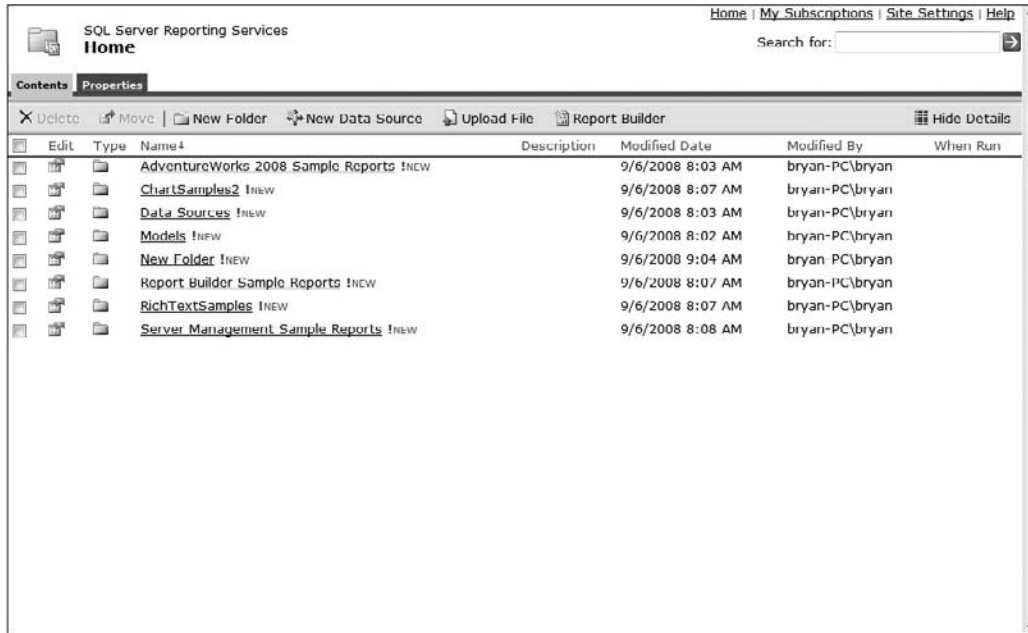 Home | My Subscriptions | Site Settings | Help
SQL Server Reporting Services
Home
Search for:
Contents Properties
Delete Move | New Folder New Data Source Upload File Report Builder Hide Details
Edit Type Name↓ Description Modified Date Modified By When Run
AdventureWorks 2008 Sample Reports !NEW 9/6/2008 8:03 AM bryan-PC\bryan
ChartSamples2 !NEW 9/6/2008 8:07 AM bryan-PC\bryan
Data Sources !NEW 9/6/2008 8:03 AM bryan-PC\bryan
Models !NEW 9/6/2008 8:02 AM bryan-PC\bryan
New Folder !NEW 9/6/2008 9:04 AM bryan-PC\bryan
Report Builder Sample Reports !NEW 9/6/2008 8:07 AM bryan-PC\bryan
RichTextSamples !NEW 9/6/2008 8:07 AM bryan-PC\bryan
Server Management Sample Reports !NEW 9/6/2008 8:08 AM bryan-PC\bryan